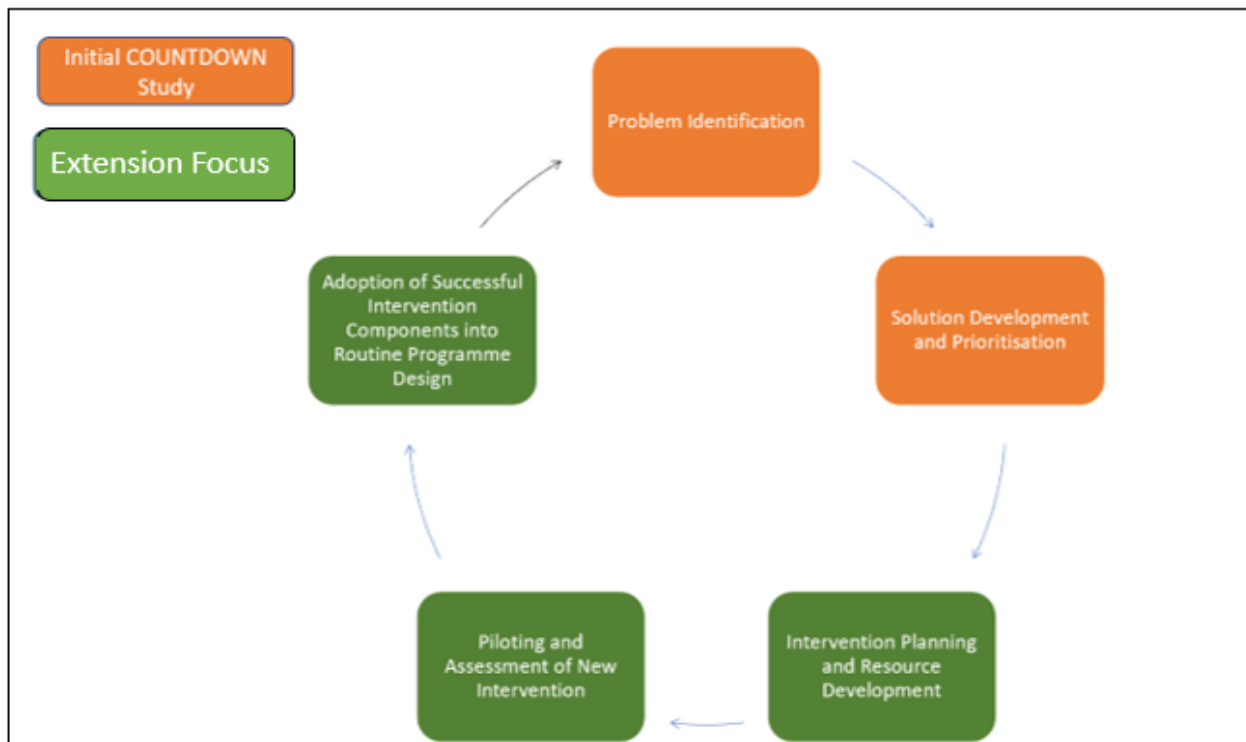 Initial COUNTDOWN
Study
Extension Focus
Problem Identification
Solution Development
and Prioritisation
Intervention Planning
and Resource
Development
Piloting and
Assessment of New
Intervention
Adoption of Successful
Intervention
Components into
Routine Programme
Design